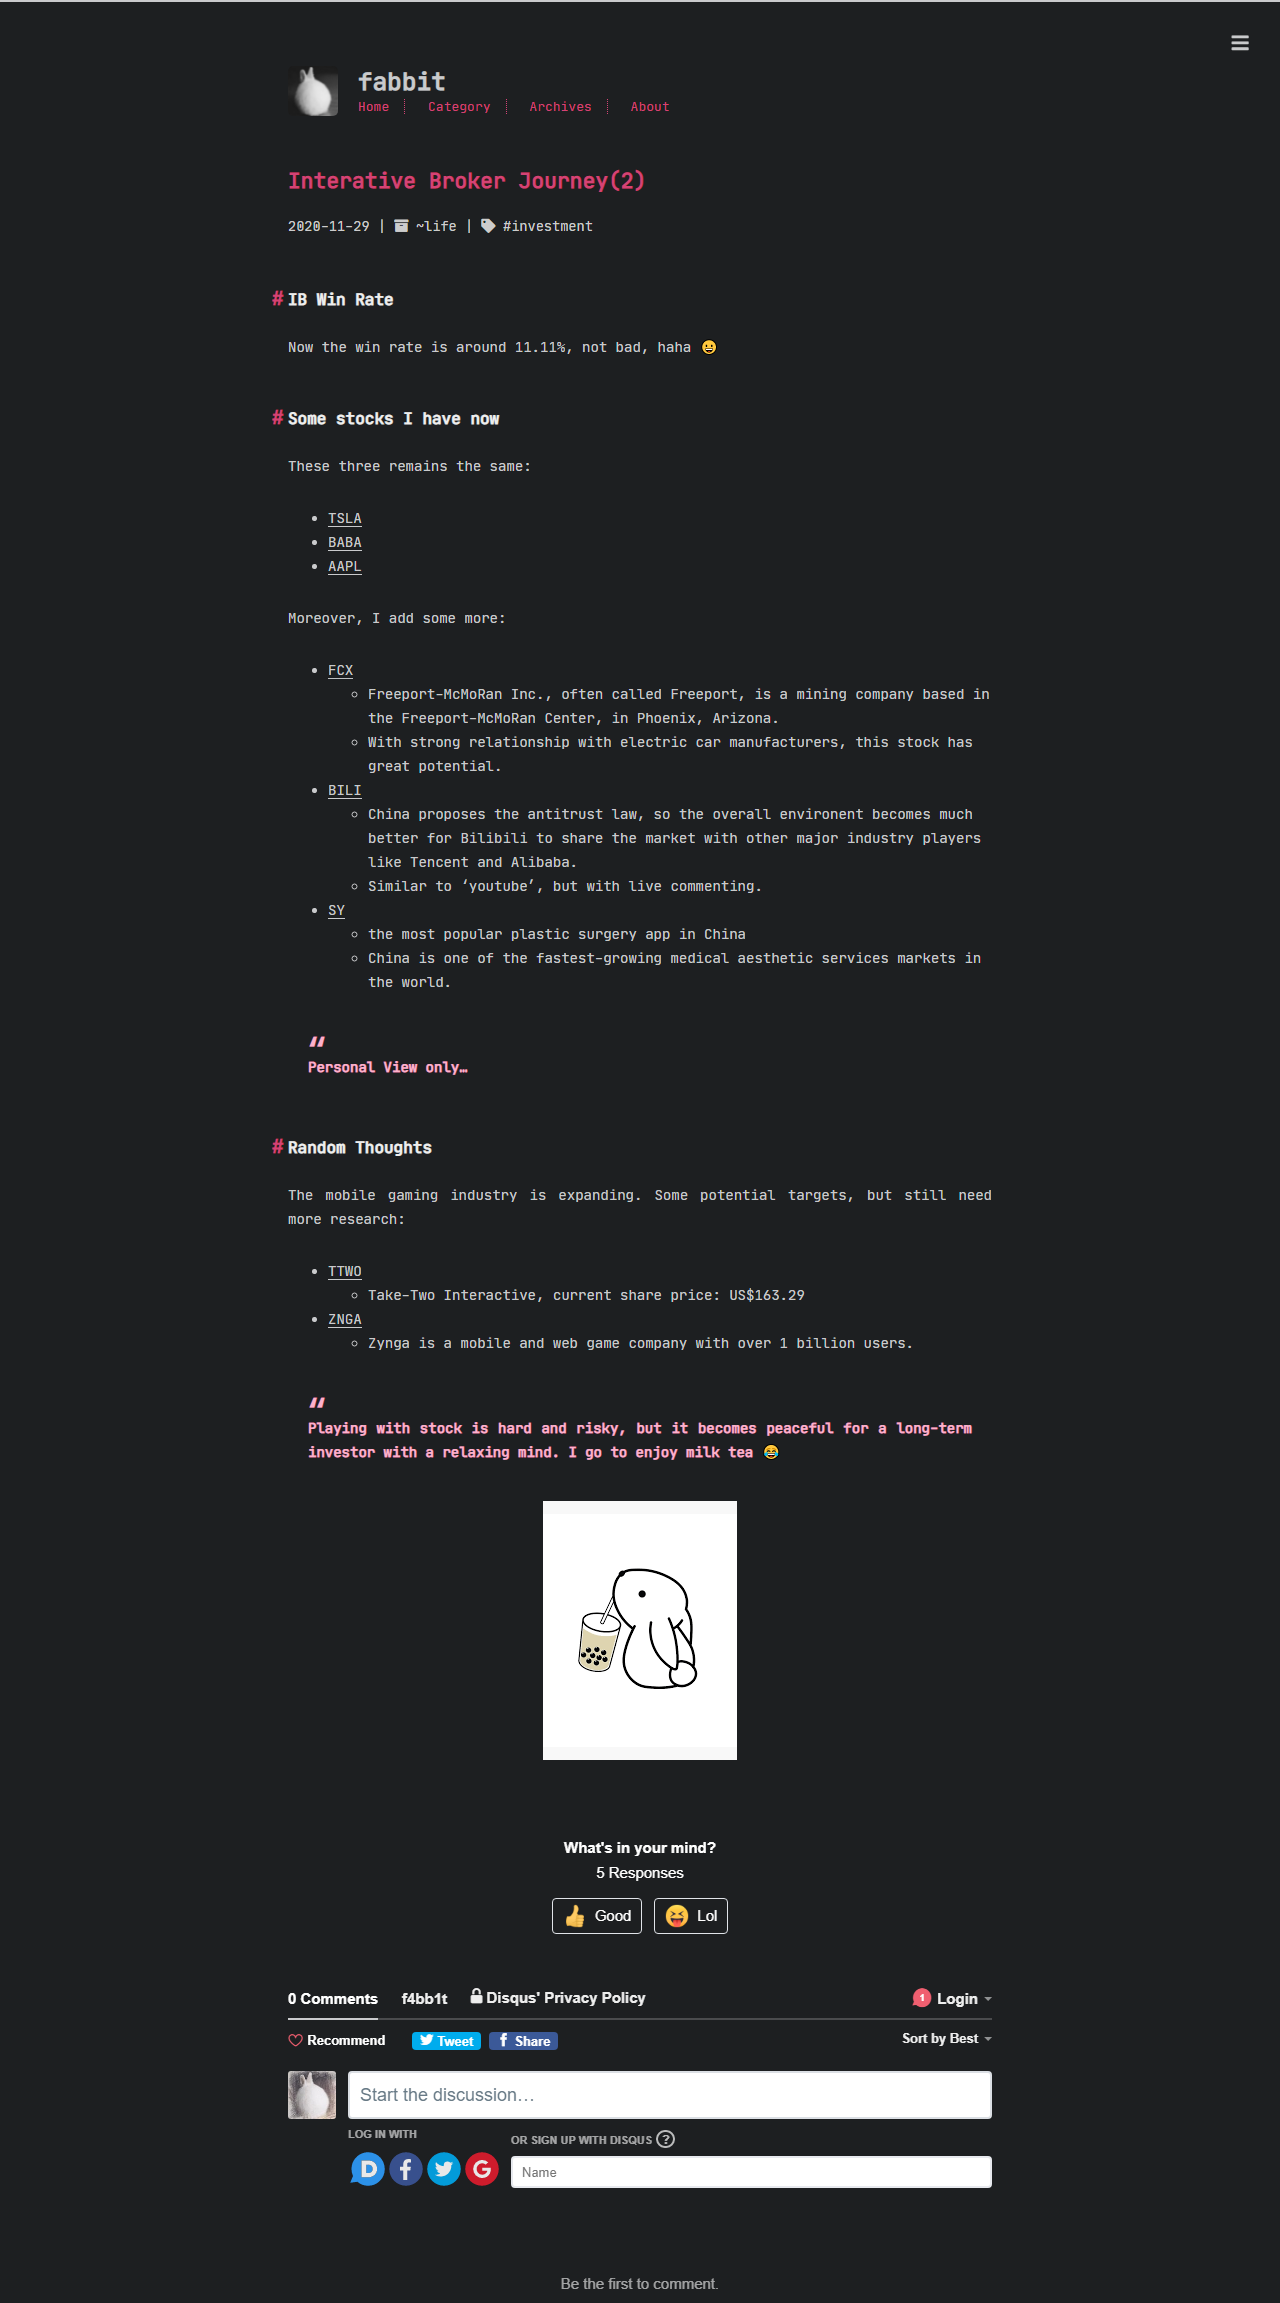 fabbit
Home
Category
Archives
About
Interative Broker Journey(2)
2020-11-29 | ~life | #investment
# IB Win Rate
Now the win rate is around 11.11%, not bad, haha 😀
# Some stocks I have now
These three remains the same:
TSLA
BABA
AAPL
Moreover, I add some more:
FCX
Freeport-McMoRan Inc., often called Freeport, is a mining company based in
the Freeport-McMoRan Center, in Phoenix, Arizona.
With strong relationship with electric car manufacturers, this stock has
great potential.
BILI
China proposes the antitrust law, so the overall environent becomes much
better for Bilibili to share the market with other major industry players
like Tencent and Alibaba.
Similar to ‘youtube’, but with live commenting.
SY
the most popular plastic surgery app in China
China is one of the fastest-growing medical aesthetic services markets in
the world.
“
Personal View only…
# Random Thoughts
The mobile gaming industry is expanding. Some potential targets, but still need
more research:
TTWO
Take-Two Interactive, current share price: US$163.29
ZNGA
Zynga is a mobile and web game company with over 1 billion users.
“
Playing with stock is hard and risky, but it becomes peaceful for a long-term
investor with a relaxing mind. I go to enjoy milk tea 😂
What's in your mind?
5 Responses
Good
Lol
0 Comments
f4bb1t
Disqus' Privacy Policy
1
Login
Recommend
Tweet
f Share
Sort by Best
Start the discussion…
LOG IN WITH
OR SIGN UP WITH DISQUS ?
D
f
G
Name
Be the first to comment.